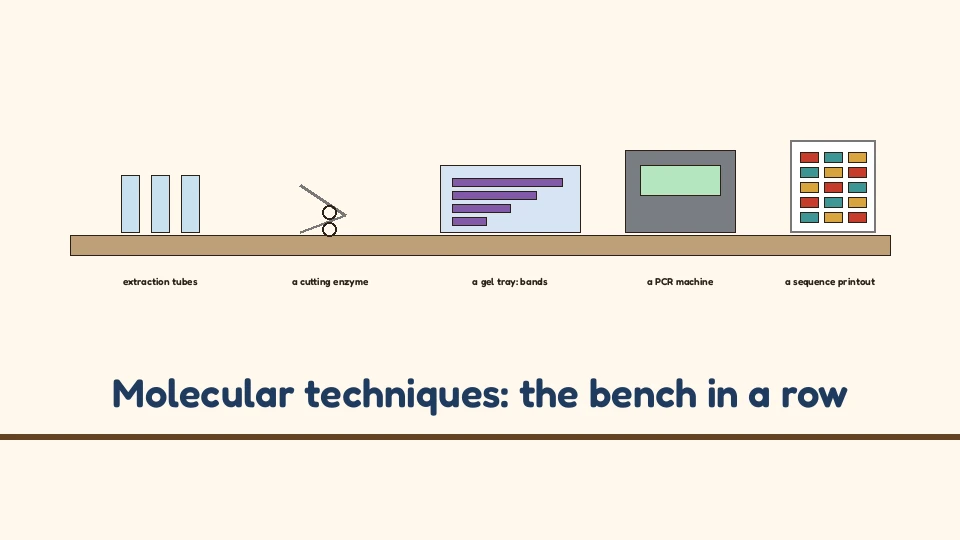 extraction tubes
a cutting enzyme
a gel tray: bands
a PCR machine
a sequence printout
Molecular techniques: the bench in a row